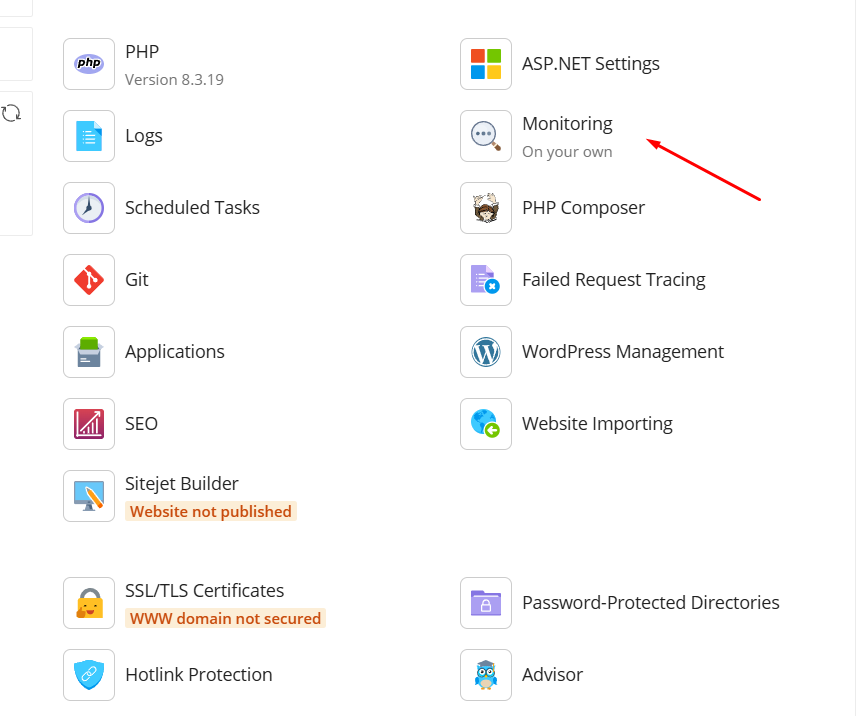 php
PHP
Version 8.3.19
ASP.NET Settings
Logs
Monitoring
On your own
Scheduled Tasks
PHP Composer
Git
Failed Request Tracing
Applications
WordPress Management
SEO
Website Importing
Sitejet Builder
Website not published
SSL/TLS Certificates
WWW domain not secured
Password-Protected Directories
Hotlink Protection
Advisor